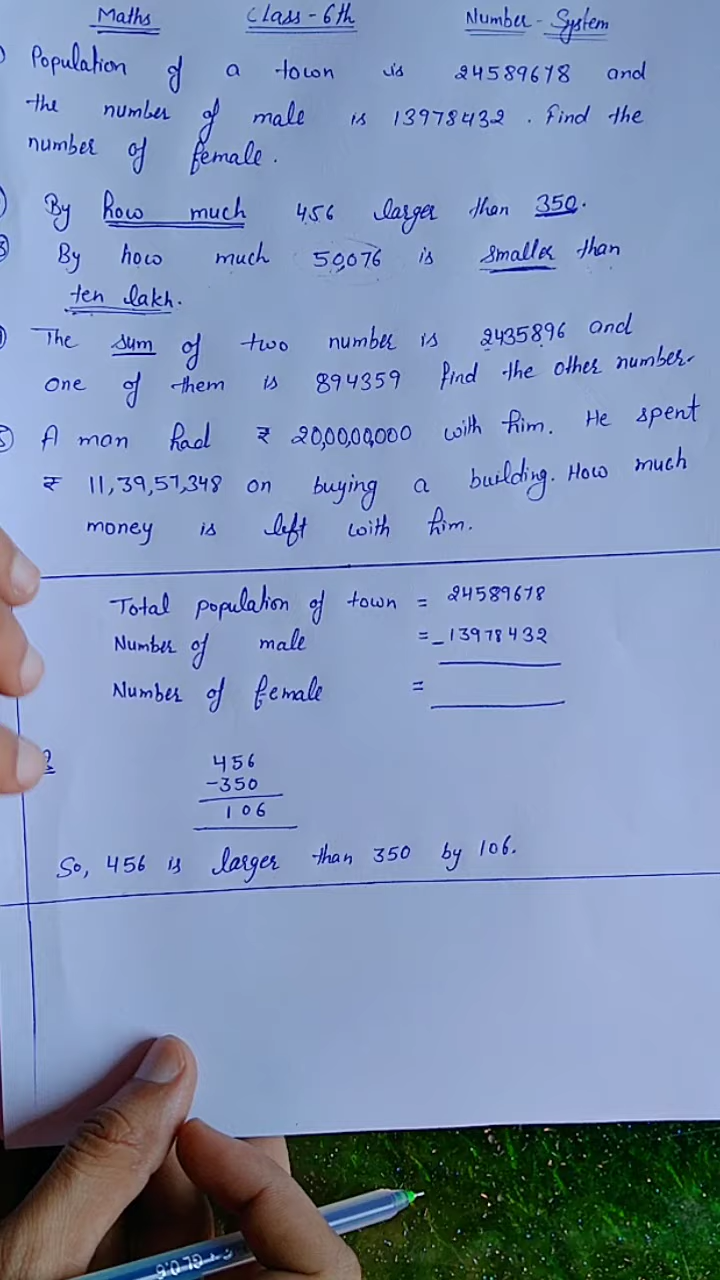 Maths Class-6th Number-System
Population of a town is 24589678 and
the number of male is 13978432. Find the
number of female.
By how much 456 larger than 350.
By how much 50,076 is smaller than
ten lakh.
The sum of two number is 2435896 and
one of them is 894359 find the other number.
A man had ₹ 20,00,00,000 with him. He spent
₹ 11,39,57,348 on buying a building. How much
money is left with him.
Total population of town = 24589678
Number of male = -13978432
Number of female =
456
-350
106
So, 456 is larger than 350 by 106.